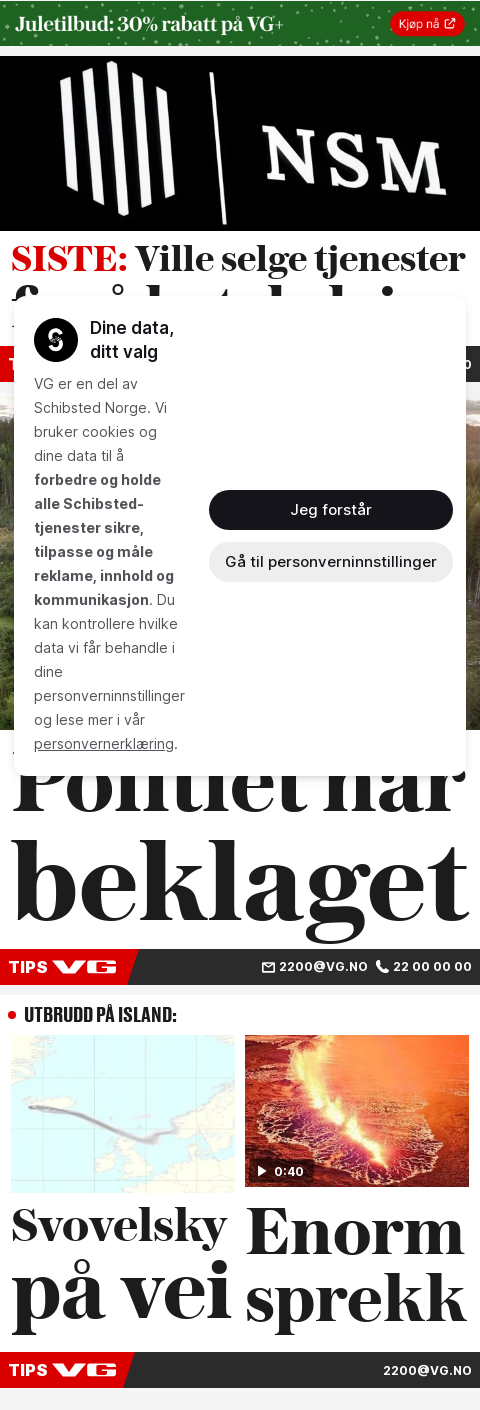 Juletilbud: 30% rabatt på VG+
Kjøp nå
NSM
SISTE: Ville selge tjenester
Dine data,
ditt valg
VG er en del av
Schibsted Norge. Vi
bruker cookies og
dine data til å
forbedre og holde
alle Schibsted-
tjenester sikre,
tilpasse og måle
reklame, innhold og
kommunikasjon. Du
kan kontrollere hvilke
data vi får behandle i
dine
personverninnstillinger
og lese mer i vår
personvernerklæring.
Jeg forstår
Gå til personverninnstillinger
Politiet har
beklaget
TIPS VG
2200@VG.NO 22 00 00 00
UTBRUDD PÅ ISLAND:
0:40
Svovelsky
på vei
Enorm
sprekk
TIPS VG
2200@VG.NO